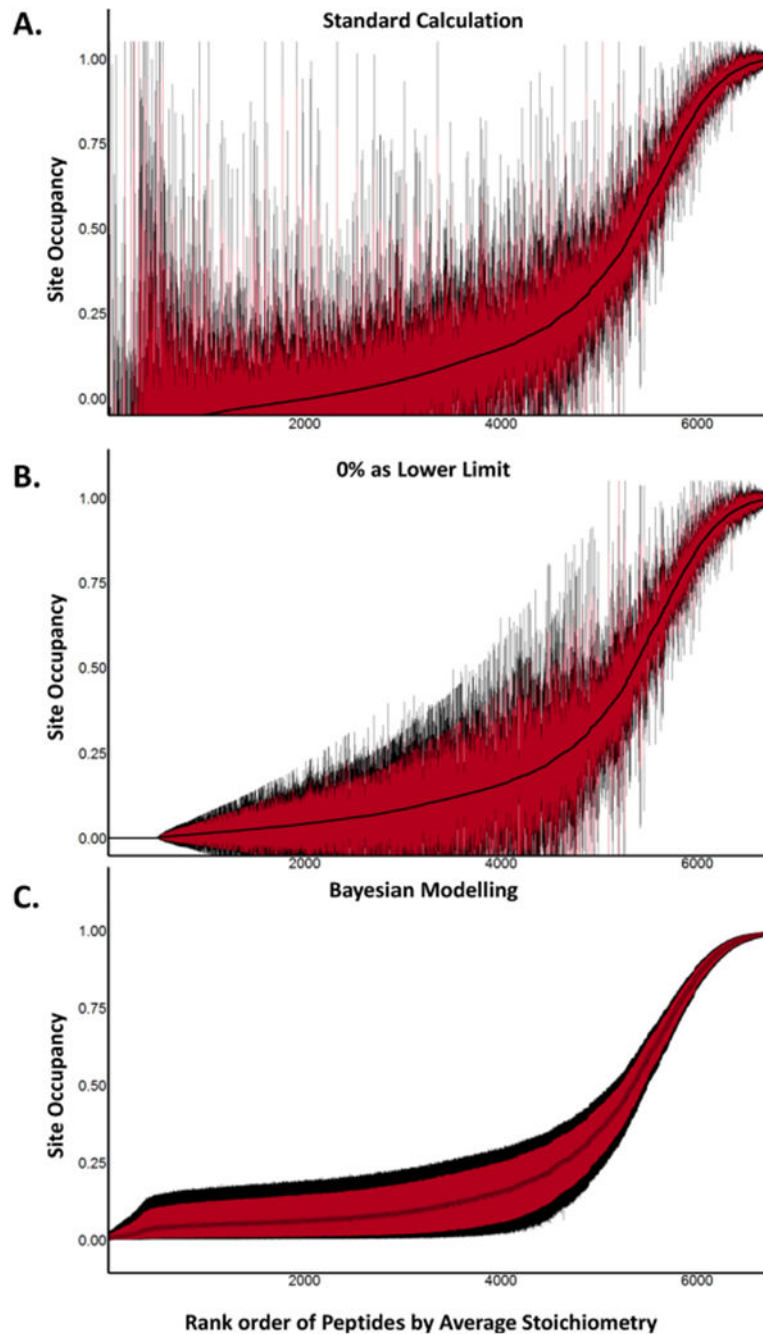 A.
Standard Calculation
1.00
0.75
0.50
0.25
0.00
Site Occupancy
2000 4000 6000
B.
0% as Lower Limit
1.00
0.75
0.50
0.25
0.00
Site Occupancy
2000 4000 6000
C.
Bayesian Modelling
1.00
0.75
0.50
0.25
0.00
Site Occupancy
2000 4000 6000
Rank order of Peptides by Average Stoichiometry